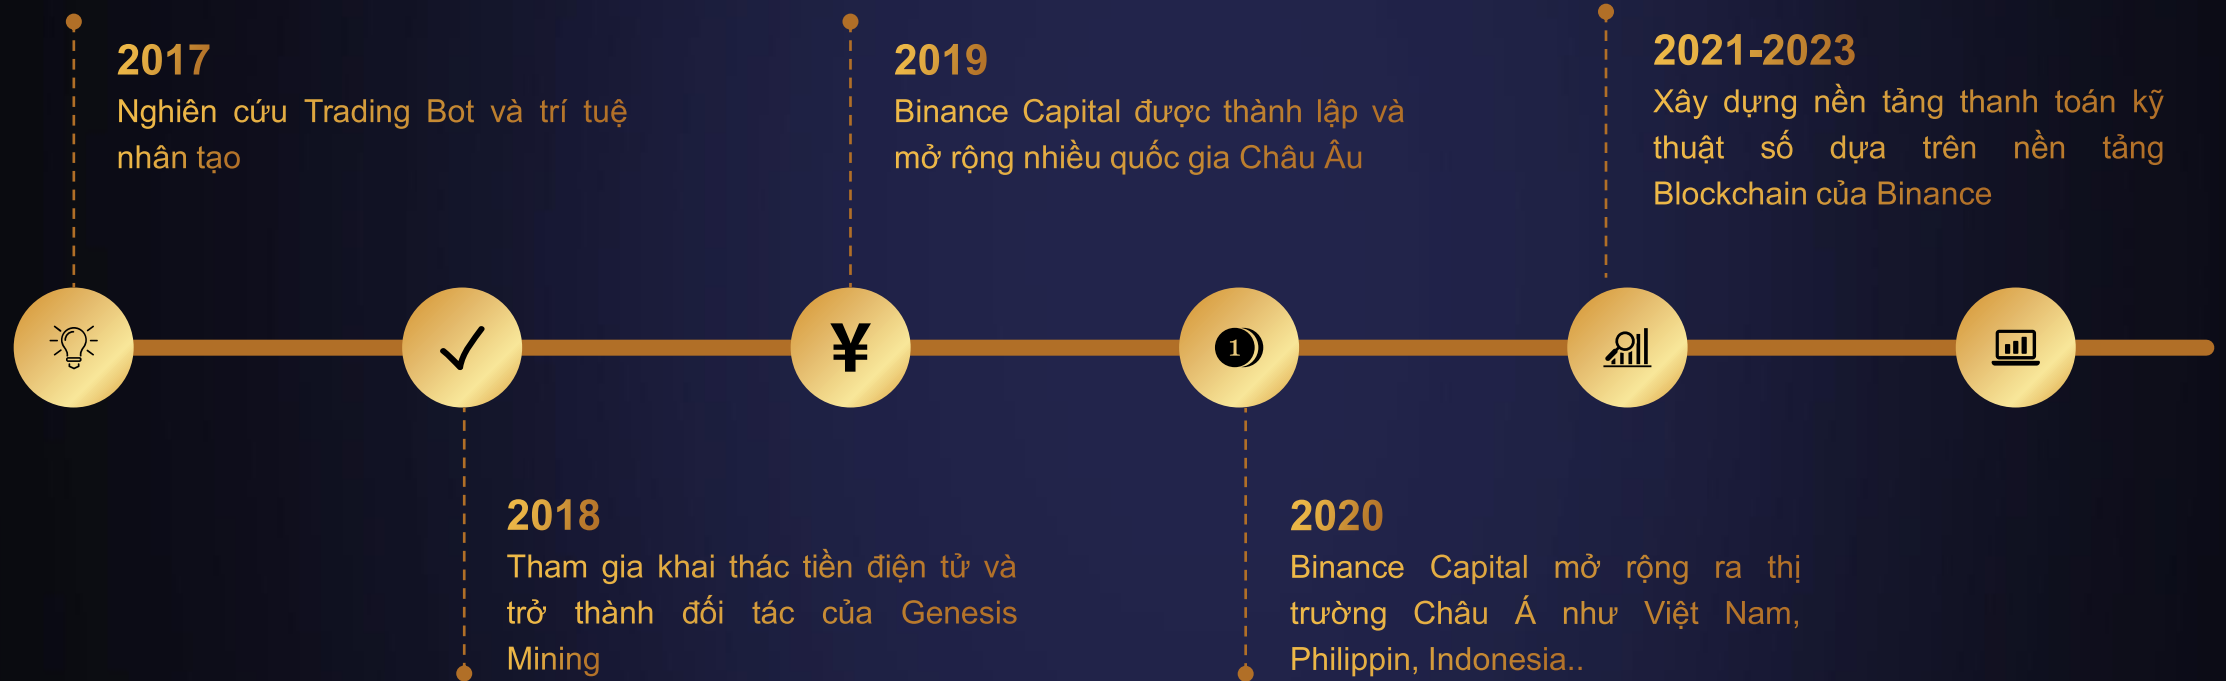 2017
Nghiên cứu Trading Bot và trí tuệ
nhân tạo
2018
Tham gia khai thác tiền điện tử và
trở thành đối tác của Genesis
Mining
2019
Binance Capital được thành lập và
mở rộng nhiều quốc gia Châu Âu
¥
1
2020
Binance Capital mở rộng ra thị
trường Châu Á như Việt Nam,
Philippin, Indonesia..
2021-2023
Xây dựng nền tảng thanh toán kỹ
thuật số dựa trên nền tảng
Blockchain của Binance